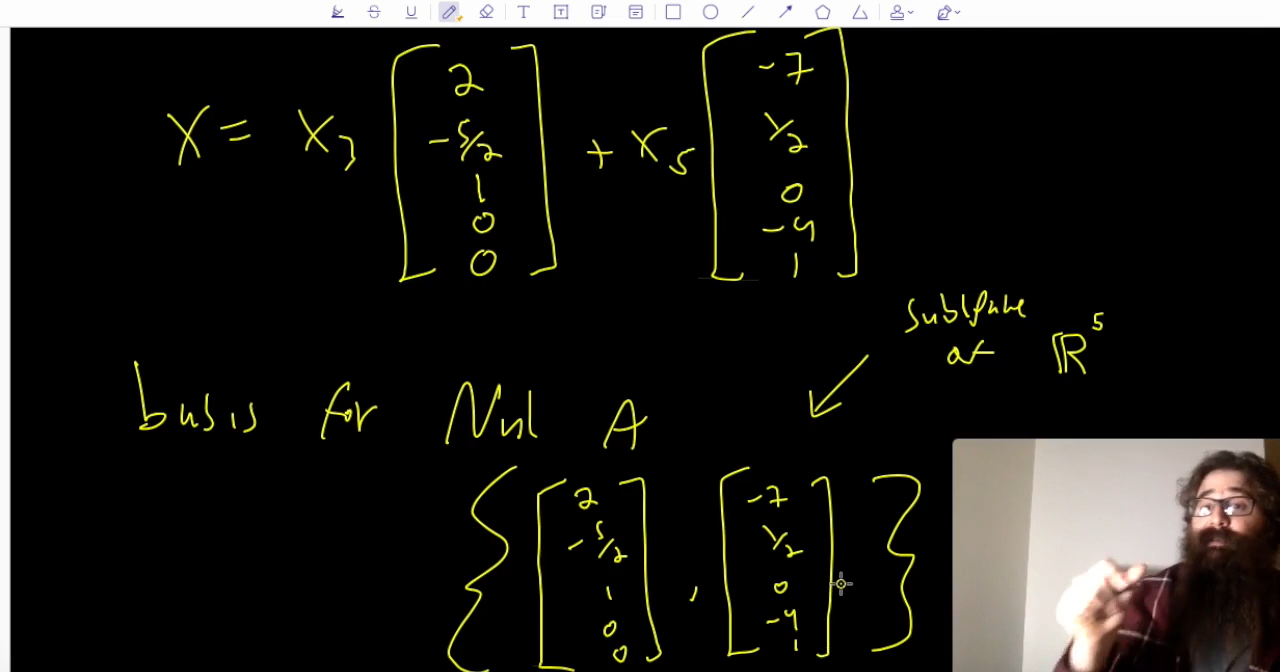 X = X3 [2 -5/2 1 0 0] + X5 [-7 1/2 0 -4 1]
subspace
of R^5
basis for Nul A
{ [2 -5/2 1 0 0] , [-7 1/2 0 -4 1] }